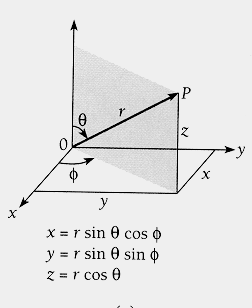 θ
r
P
0
z
y
ϕ
x
y
x
x = r sin θ cos ϕ
y = r sin θ sin ϕ
z = r cos θ